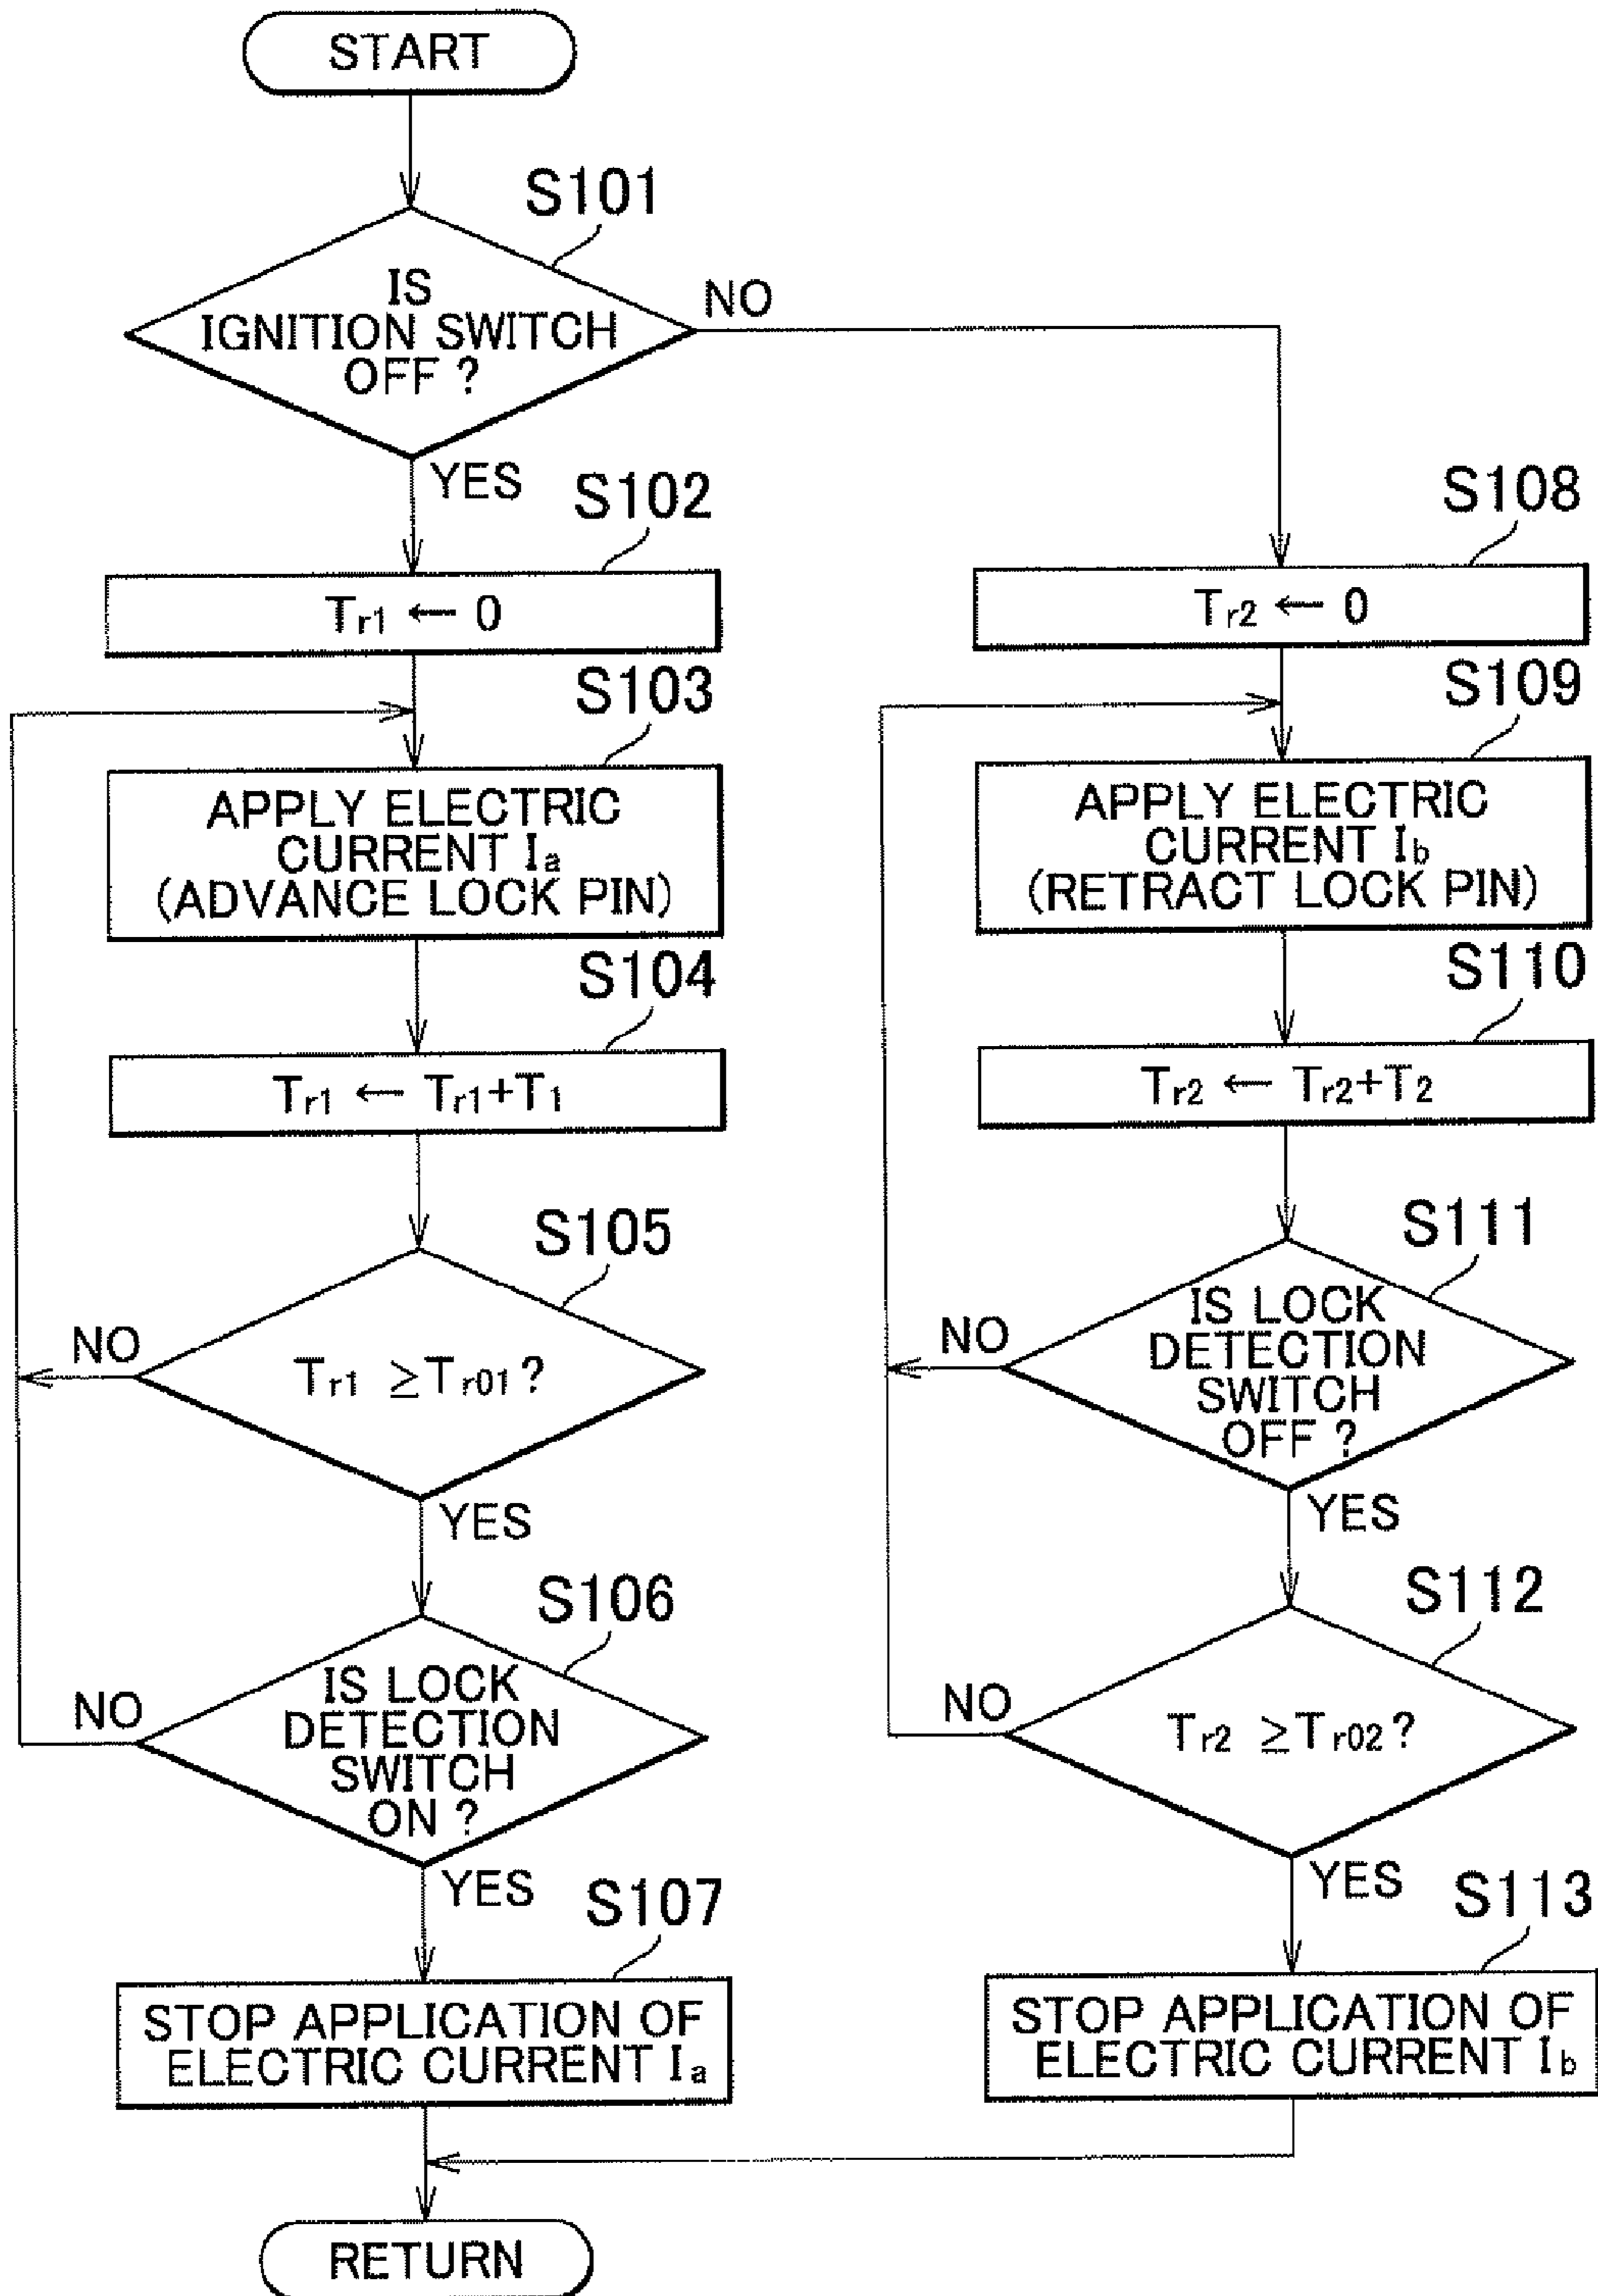 START
S101
IS
IGNITION SWITCH
OFF ?
NO
YES
S102
Tr1 ← 0
S103
APPLY ELECTRIC
CURRENT Ia
(ADVANCE LOCK PIN)
S104
Tr1 ← Tr1+T1
S105
NO
Tr1 ≥Tr01 ?
YES
S106
NO
IS LOCK
DETECTION
SWITCH
ON ?
YES
S107
STOP APPLICATION OF
ELECTRIC CURRENT Ia
S108
Tr2 ← 0
S109
APPLY ELECTRIC
CURRENT Ib
(RETRACT LOCK PIN)
S110
Tr2 ← Tr2+T2
S111
NO
IS LOCK
DETECTION
SWITCH
OFF ?
YES
S112
NO
Tr2 ≥Tr02 ?
YES
S113
STOP APPLICATION OF
ELECTRIC CURRENT Ib
RETURN